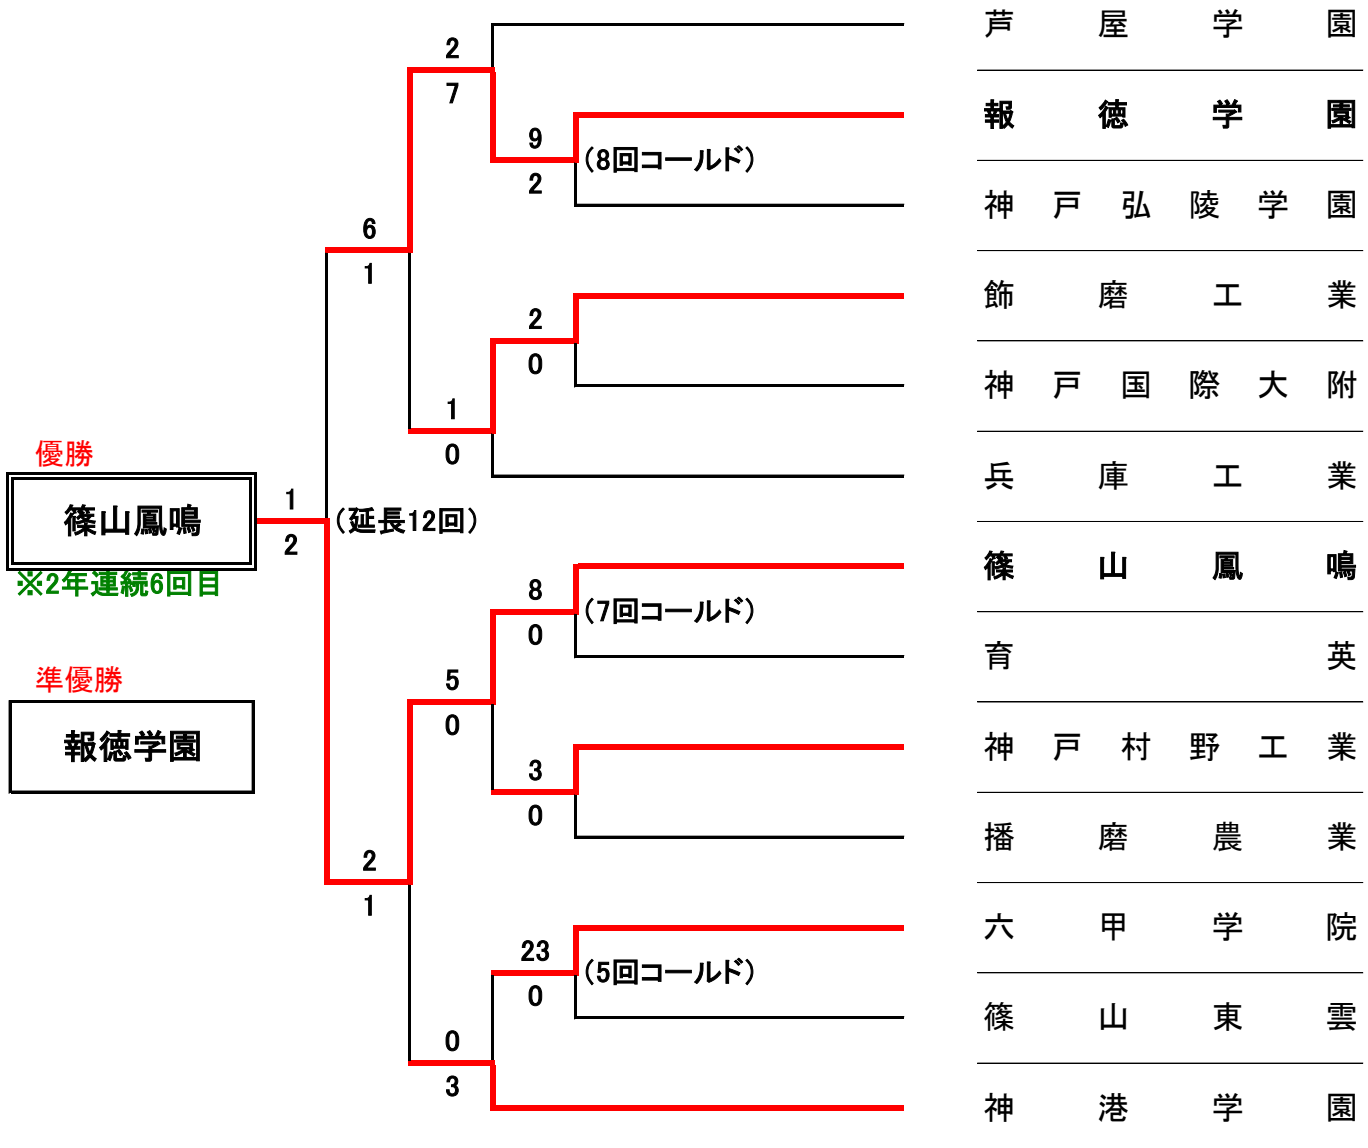 芦屋学園
2
7
報徳学園
9
(8回コールド)
2
神戸弘陵学園
6
1
飾磨工業
2
0
神戸国際大附
1
0
優勝
兵庫工業
篠山鳳鳴
1
(延長12回)
2
※2年連続6回目
篠山鳳鳴
8
(7回コールド)
0
育英
準優勝
5
0
報徳学園
神戸村野工業
3
0
播磨農業
2
1
六甲学院
23
(5回コールド)
0
篠山東雲
0
3
神港学園